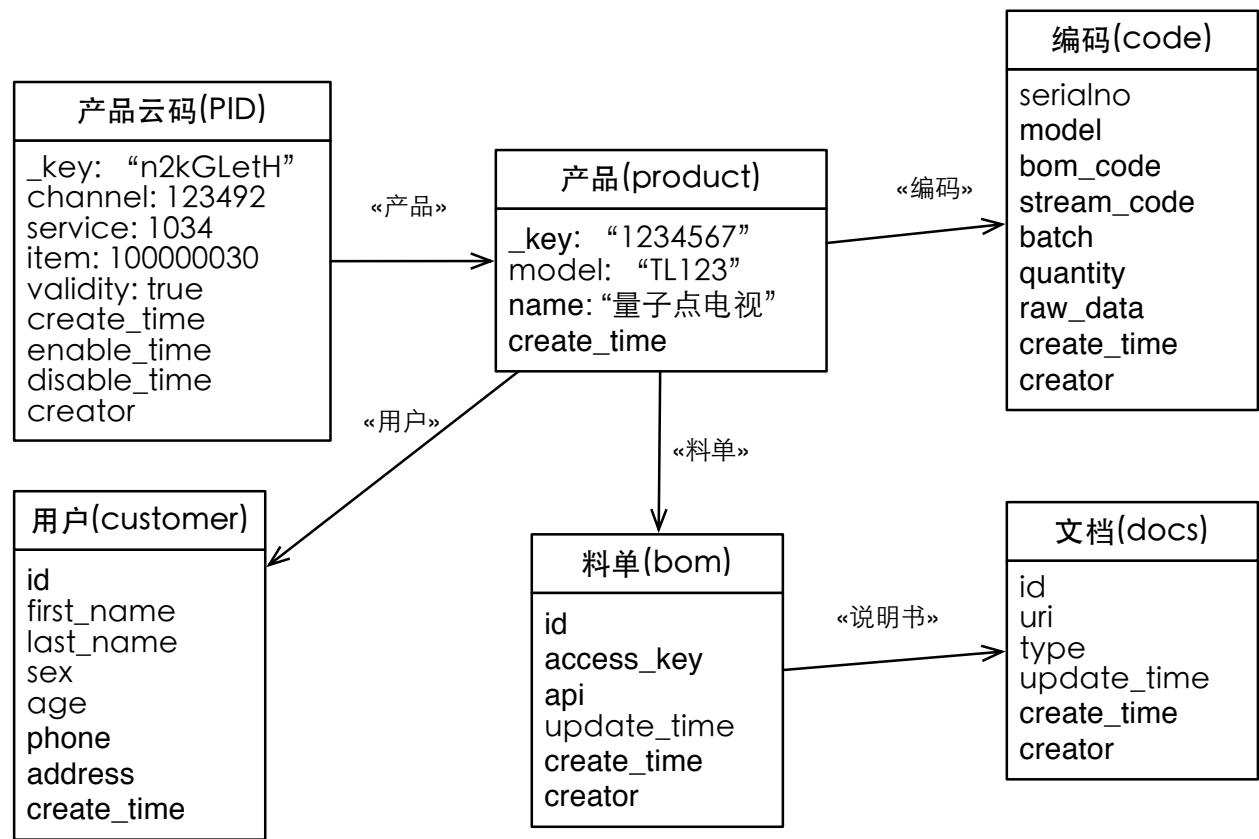 产品云码(PID)
_key: “n2kGLetH”
channel: 123492
service: 1034
item: 100000030
validity: true
create_time
enable_time
disable_time
creator
«产品»
产品(product)
_key: “1234567”
model: “TL123”
name: “量子点电视”
create_time
«编码»
编码(code)
serialno
model
bom_code
stream_code
batch
quantity
raw_data
create_time
creator
«用户»
«料单»
用户(customer)
id
first_name
last_name
sex
age
phone
address
create_time
料单(bom)
id
access_key
api
update_time
create_time
creator
«说明书»
文档(docs)
id
uri
type
update_time
create_time
creator